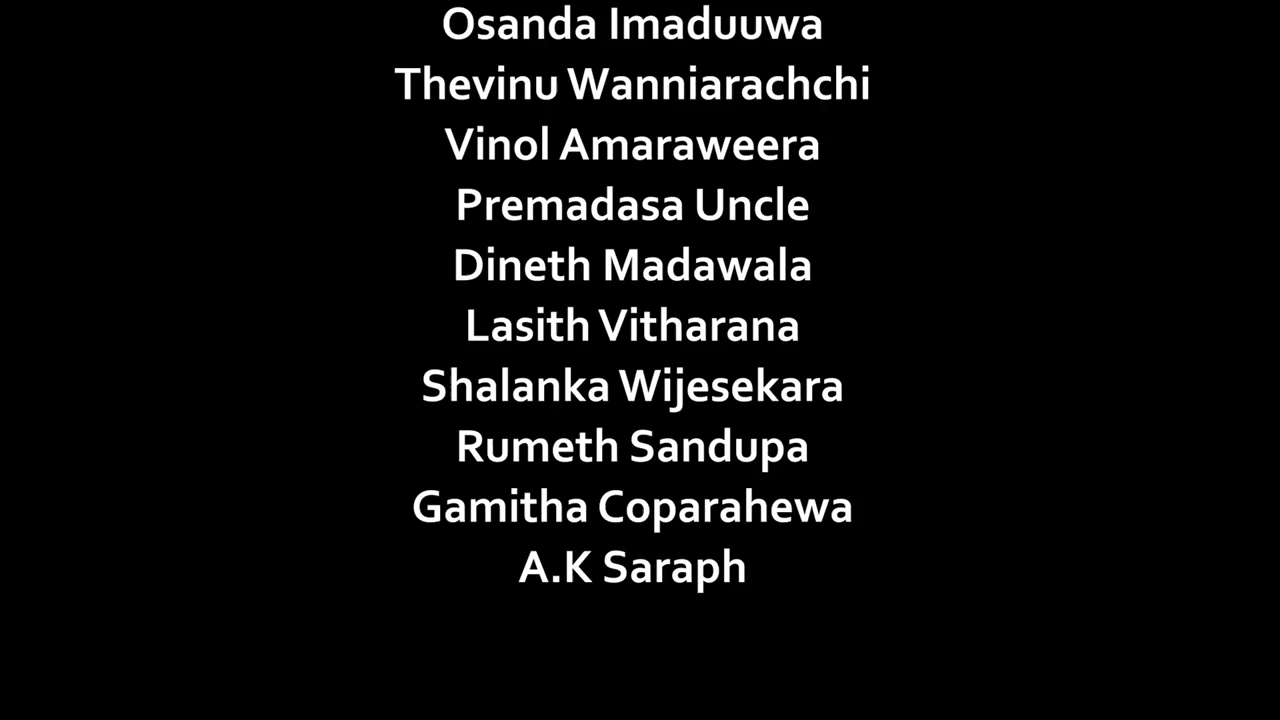 Osanda Imaduuwa
Thevinu Wanniarachchi
Vinol Amaraweera
Premadasa Uncle
Dineth Madawala
Lasith Vitharana
Shalanka Wijesekara
Rumeth Sandupa
Gamitha Coparahewa
A.K Saraph